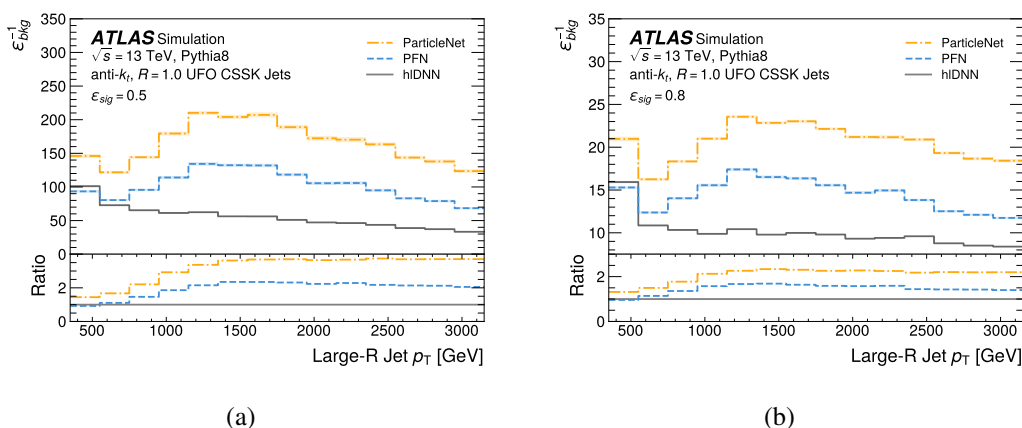 ATLAS Simulation
√s = 13 TeV, Pythia8
anti-kt, R = 1.0 UFO CSSK Jets
εsig = 0.5
ParticleNet
PFN
hlDNN
ε⁻¹bkg
350
300
250
200
150
100
50
0
Ratio
2
0
500 1000 1500 2000 2500 3000
Large-R Jet pT [GeV]
(a)
ATLAS Simulation
√s = 13 TeV, Pythia8
anti-kt, R = 1.0 UFO CSSK Jets
εsig = 0.8
ParticleNet
PFN
hlDNN
ε⁻¹bkg
35
30
25
20
15
10
Ratio
2
0
500 1000 1500 2000 2500 3000
Large-R Jet pT [GeV]
(b)